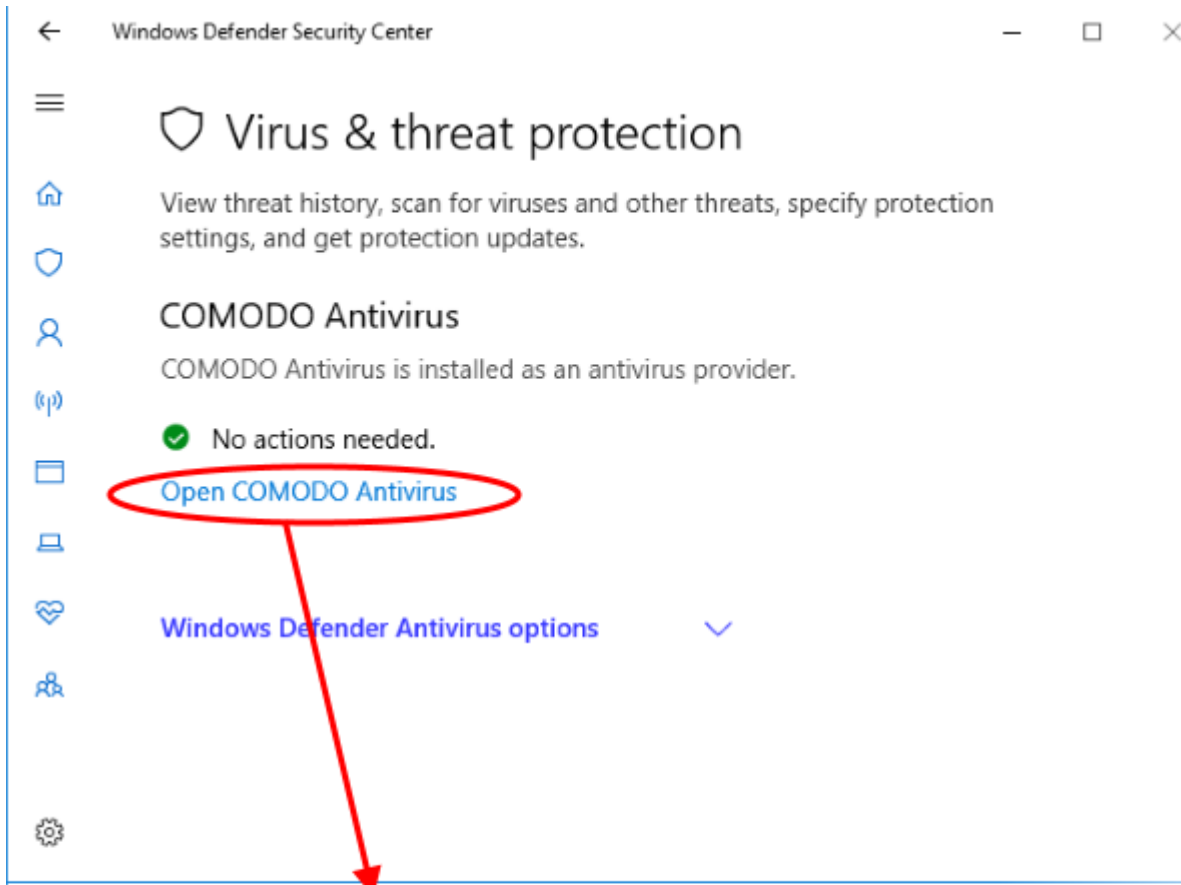 Windows Defender Security Center
Virus & threat protection
View threat history, scan for viruses and other threats, specify protection
settings, and get protection updates.
COMODO Antivirus
COMODO Antivirus is installed as an antivirus provider.
No actions needed.
Open COMODO Antivirus
Windows Defender Antivirus options